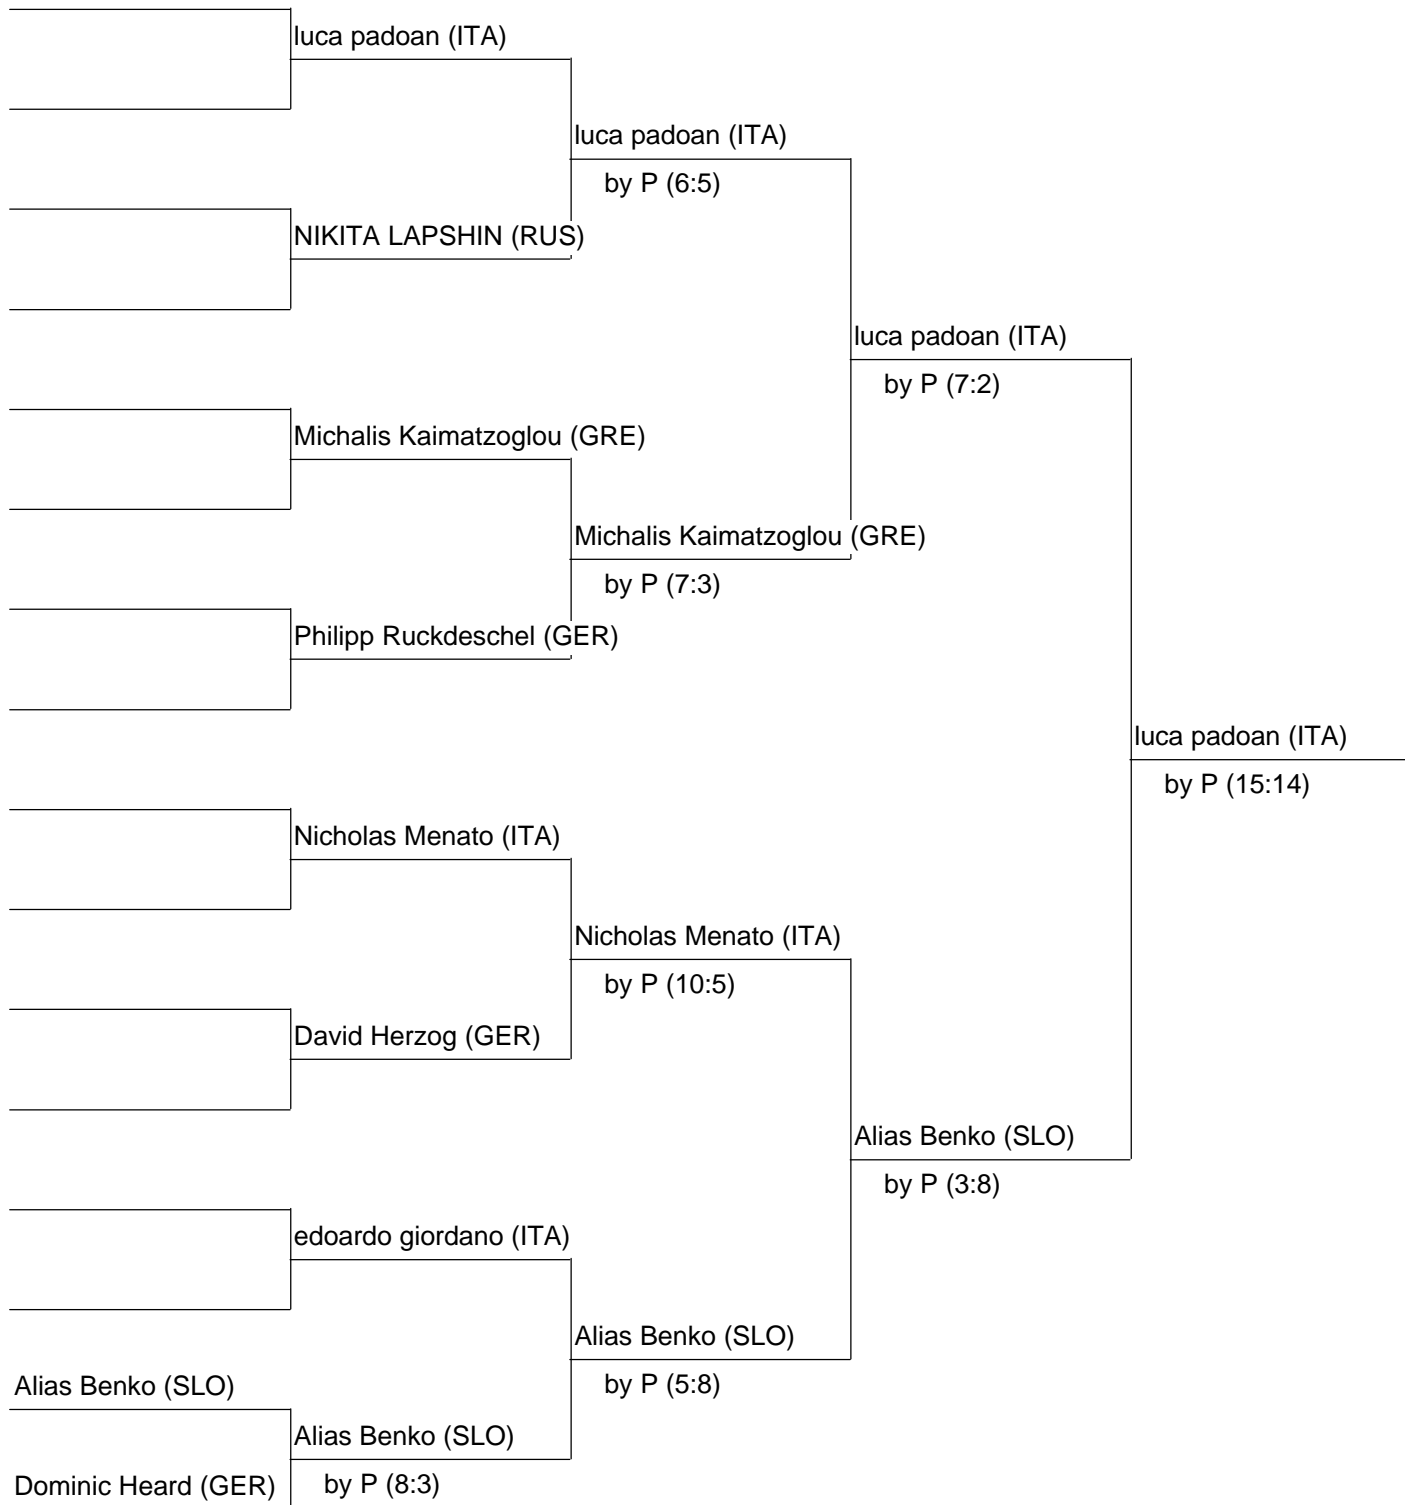 luca padoan (ITA)
luca padoan (ITA)
by P (6:5)
NIKITA LAPSHIN (RUS)
luca padoan (ITA)
by P (7:2)
Michalis Kaimatzoglou (GRE)
Michalis Kaimatzoglou (GRE)
by P (7:3)
Philipp Ruckdeschel (GER)
luca padoan (ITA)
by P (15:14)
Nicholas Menato (ITA)
Nicholas Menato (ITA)
by P (10:5)
David Herzog (GER)
Alias Benko (SLO)
by P (3:8)
edoardo giordano (ITA)
Alias Benko (SLO)
by P (5:8)
Alias Benko (SLO)
Alias Benko (SLO)
by P (8:3)
Dominic Heard (GER)